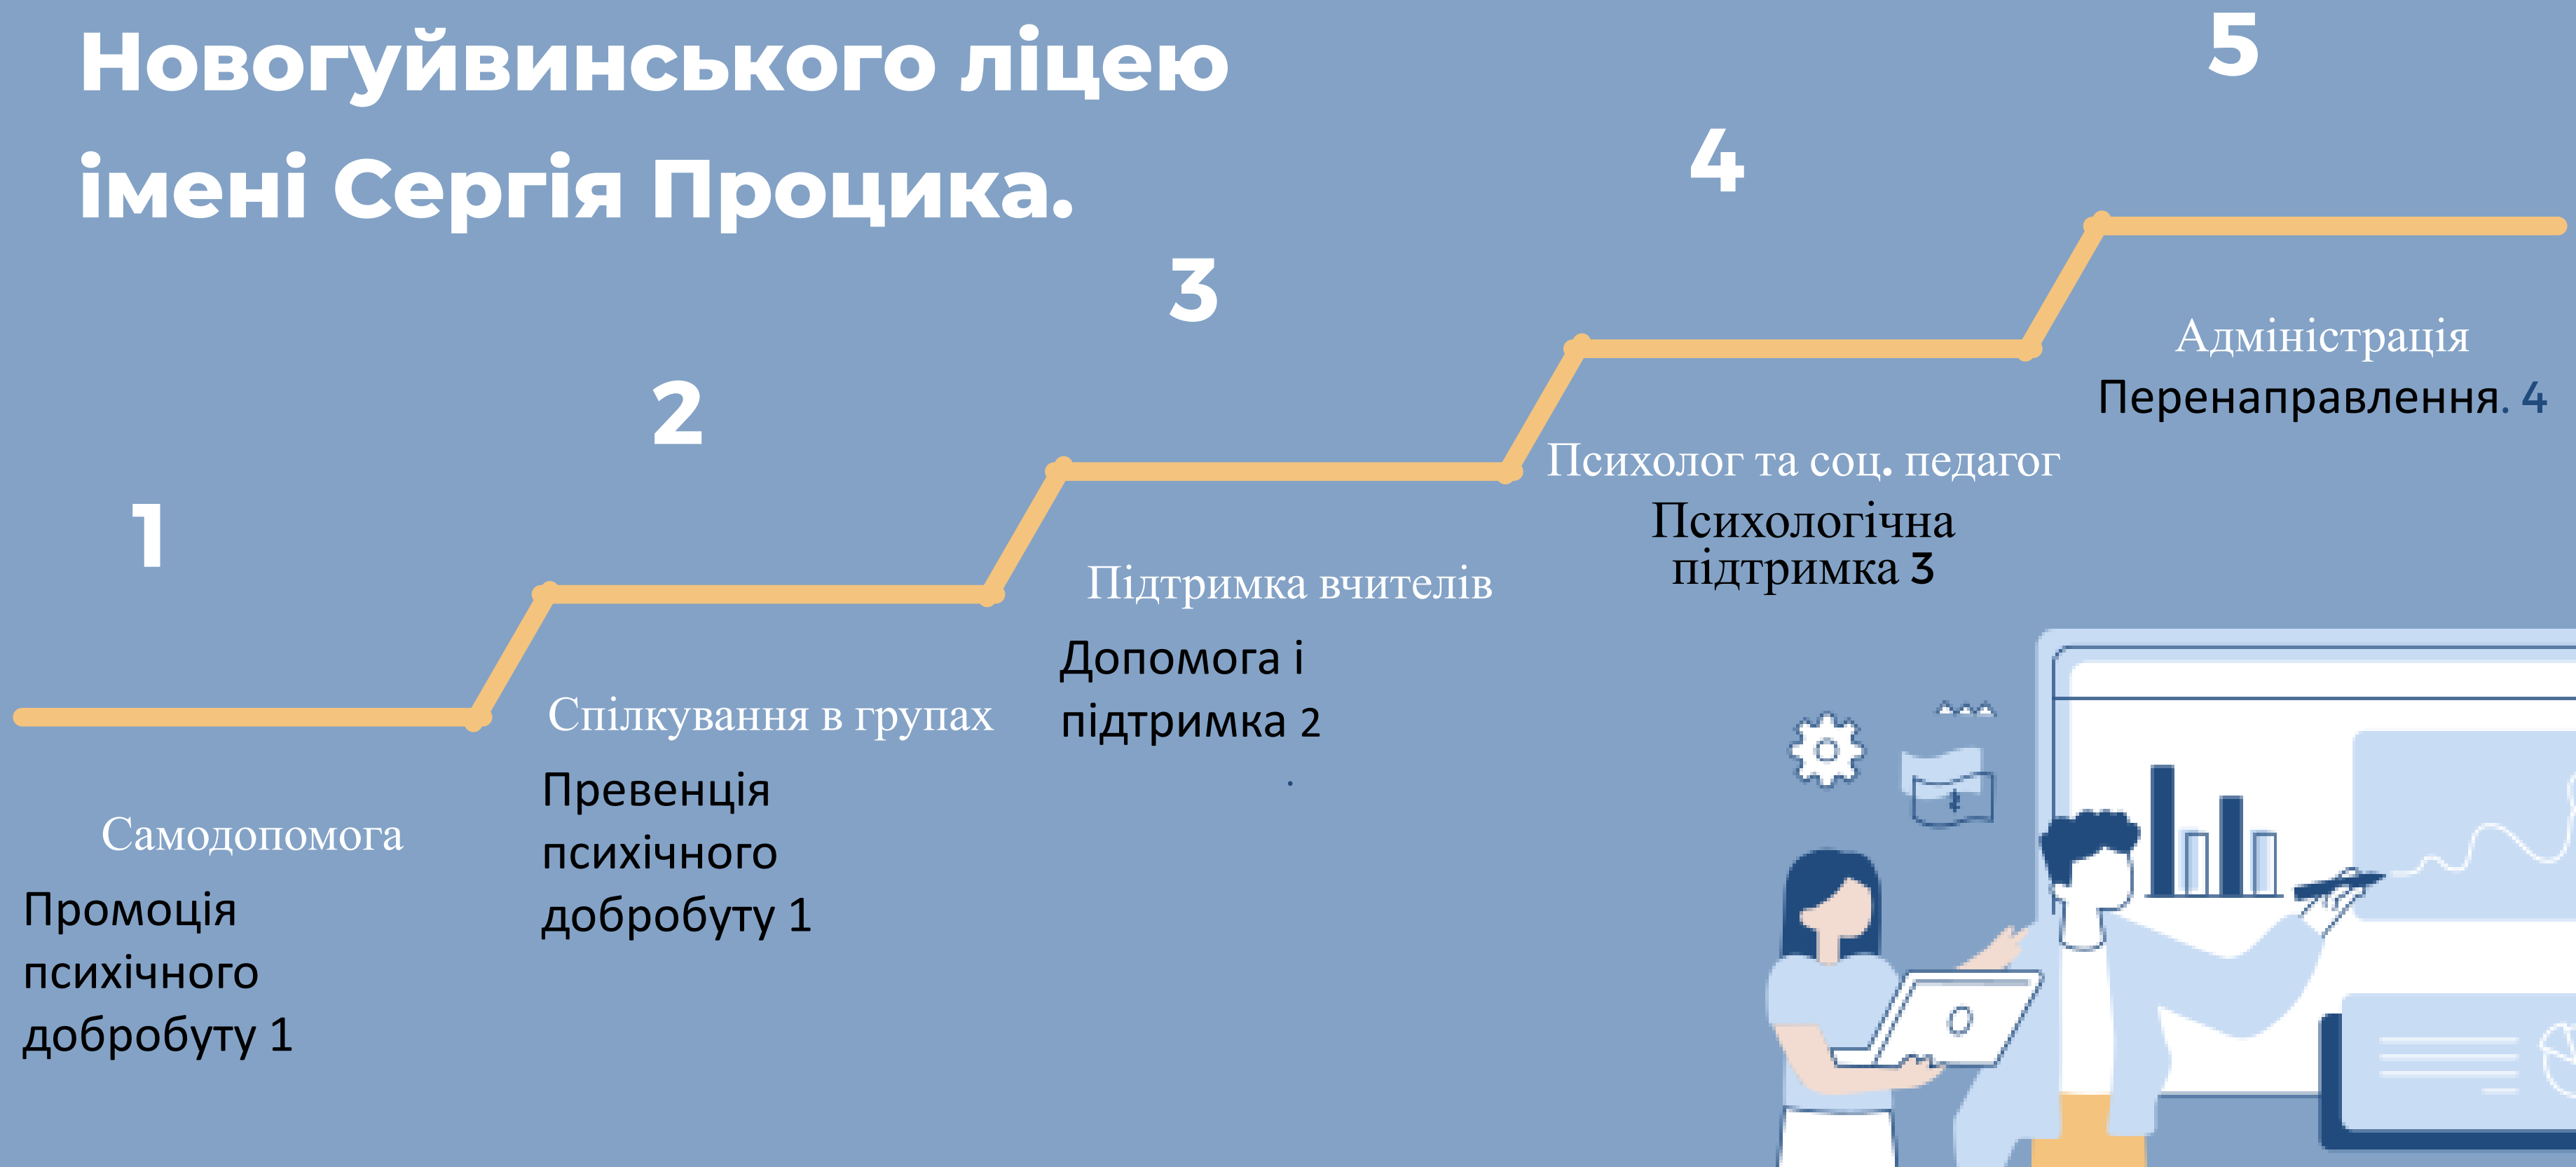 Новогуйвинського ліцею
імені Сергія Процика.
1
Самодопомога
Промоція
психічного
добробуту 1
2
Спілкування в групах
Превенція
психічного
добробуту 1
3
Підтримка вчителів
Допомога і
підтримка 2
.
4
Психолог та соц. педагог
Психологічна
підтримка 3
5
Адміністрація
Перенаправлення. 4